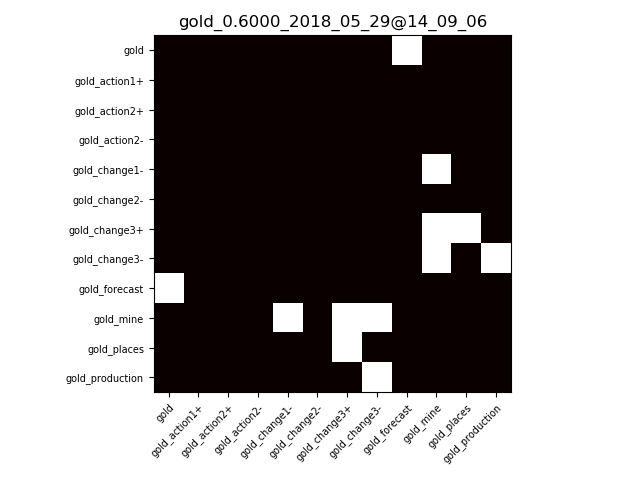 gold_0.6000_2018_05_29@14_09_06
gold
gold_action1+
gold_action2+
gold_action2-
gold_change1-
gold_change2-
gold_change3+
gold_change3-
gold_forecast
gold_mine
gold_places
gold_production
gold
gold_action1+
gold_action2+
gold_action2-
gold_change1-
gold_change2-
gold_change3+
gold_change3-
gold_forecast
gold_mine
gold_places
gold_production